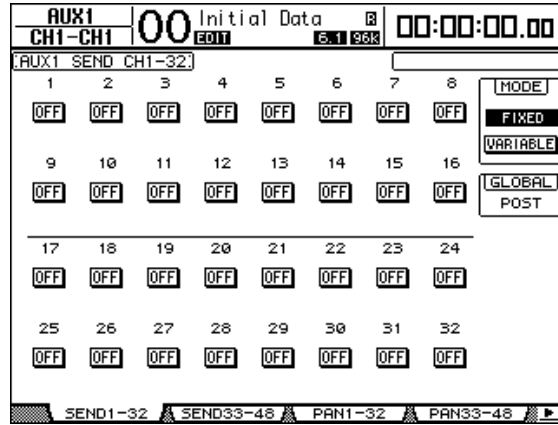 AUX1
CH1-CH1
00
Initial Data
EDIT
6.1 96k
00:00:00.00
AUX1 SEND CH1-32
1 2 3 4 5 6 7 8
OFF OFF OFF OFF OFF OFF OFF OFF
MODE
FIXED
VARIABLE
9 10 11 12 13 14 15 16
OFF OFF OFF OFF OFF OFF OFF OFF
GLOBAL
POST
17 18 19 20 21 22 23 24
OFF OFF OFF OFF OFF OFF OFF OFF
25 26 27 28 29 30 31 32
OFF OFF OFF OFF OFF OFF OFF OFF
SEND1-32 SEND33-48 PAN1-32 PAN33-48